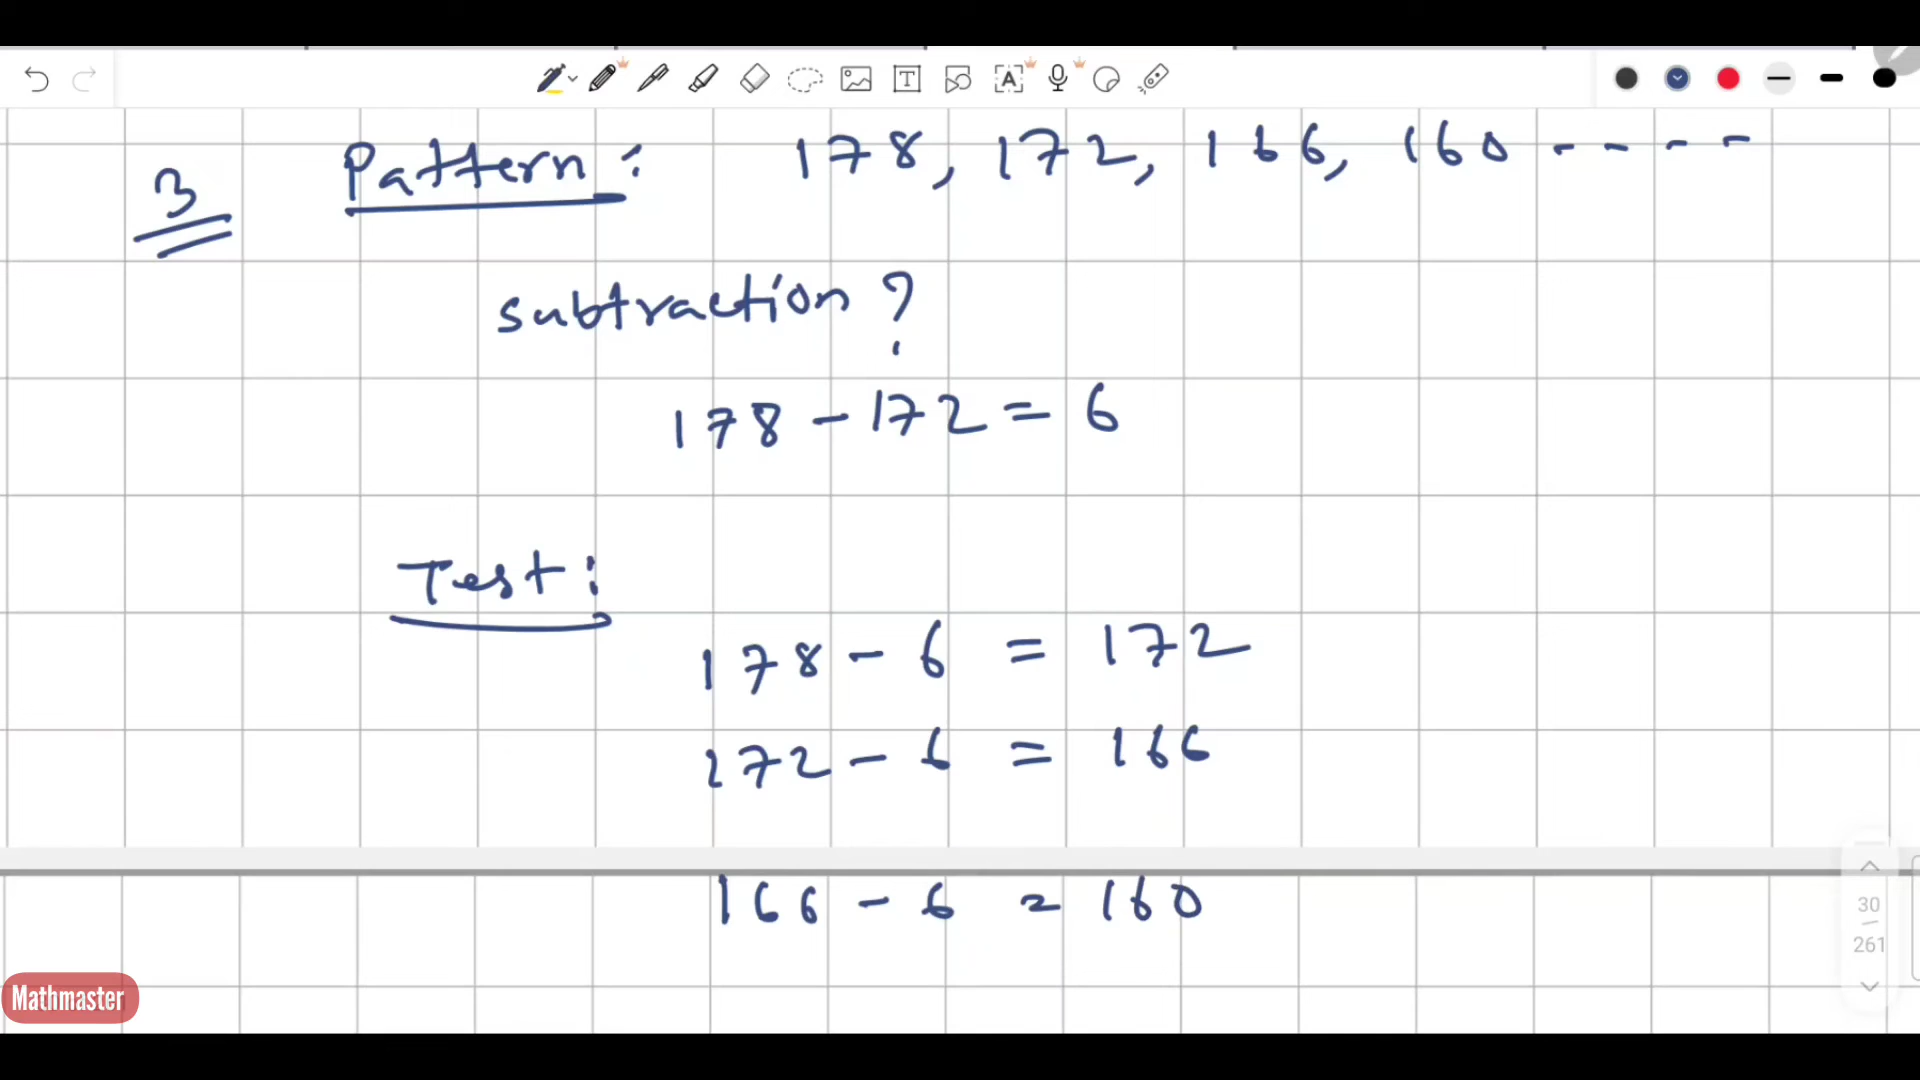 3 Pattern : 178, 172, 166, 160 - - - -
subtraction ?
178 - 172 = 6
Test :
178 - 6 = 172
172 - 6 = 166
166 - 6 = 160
30
261
Mathmaster